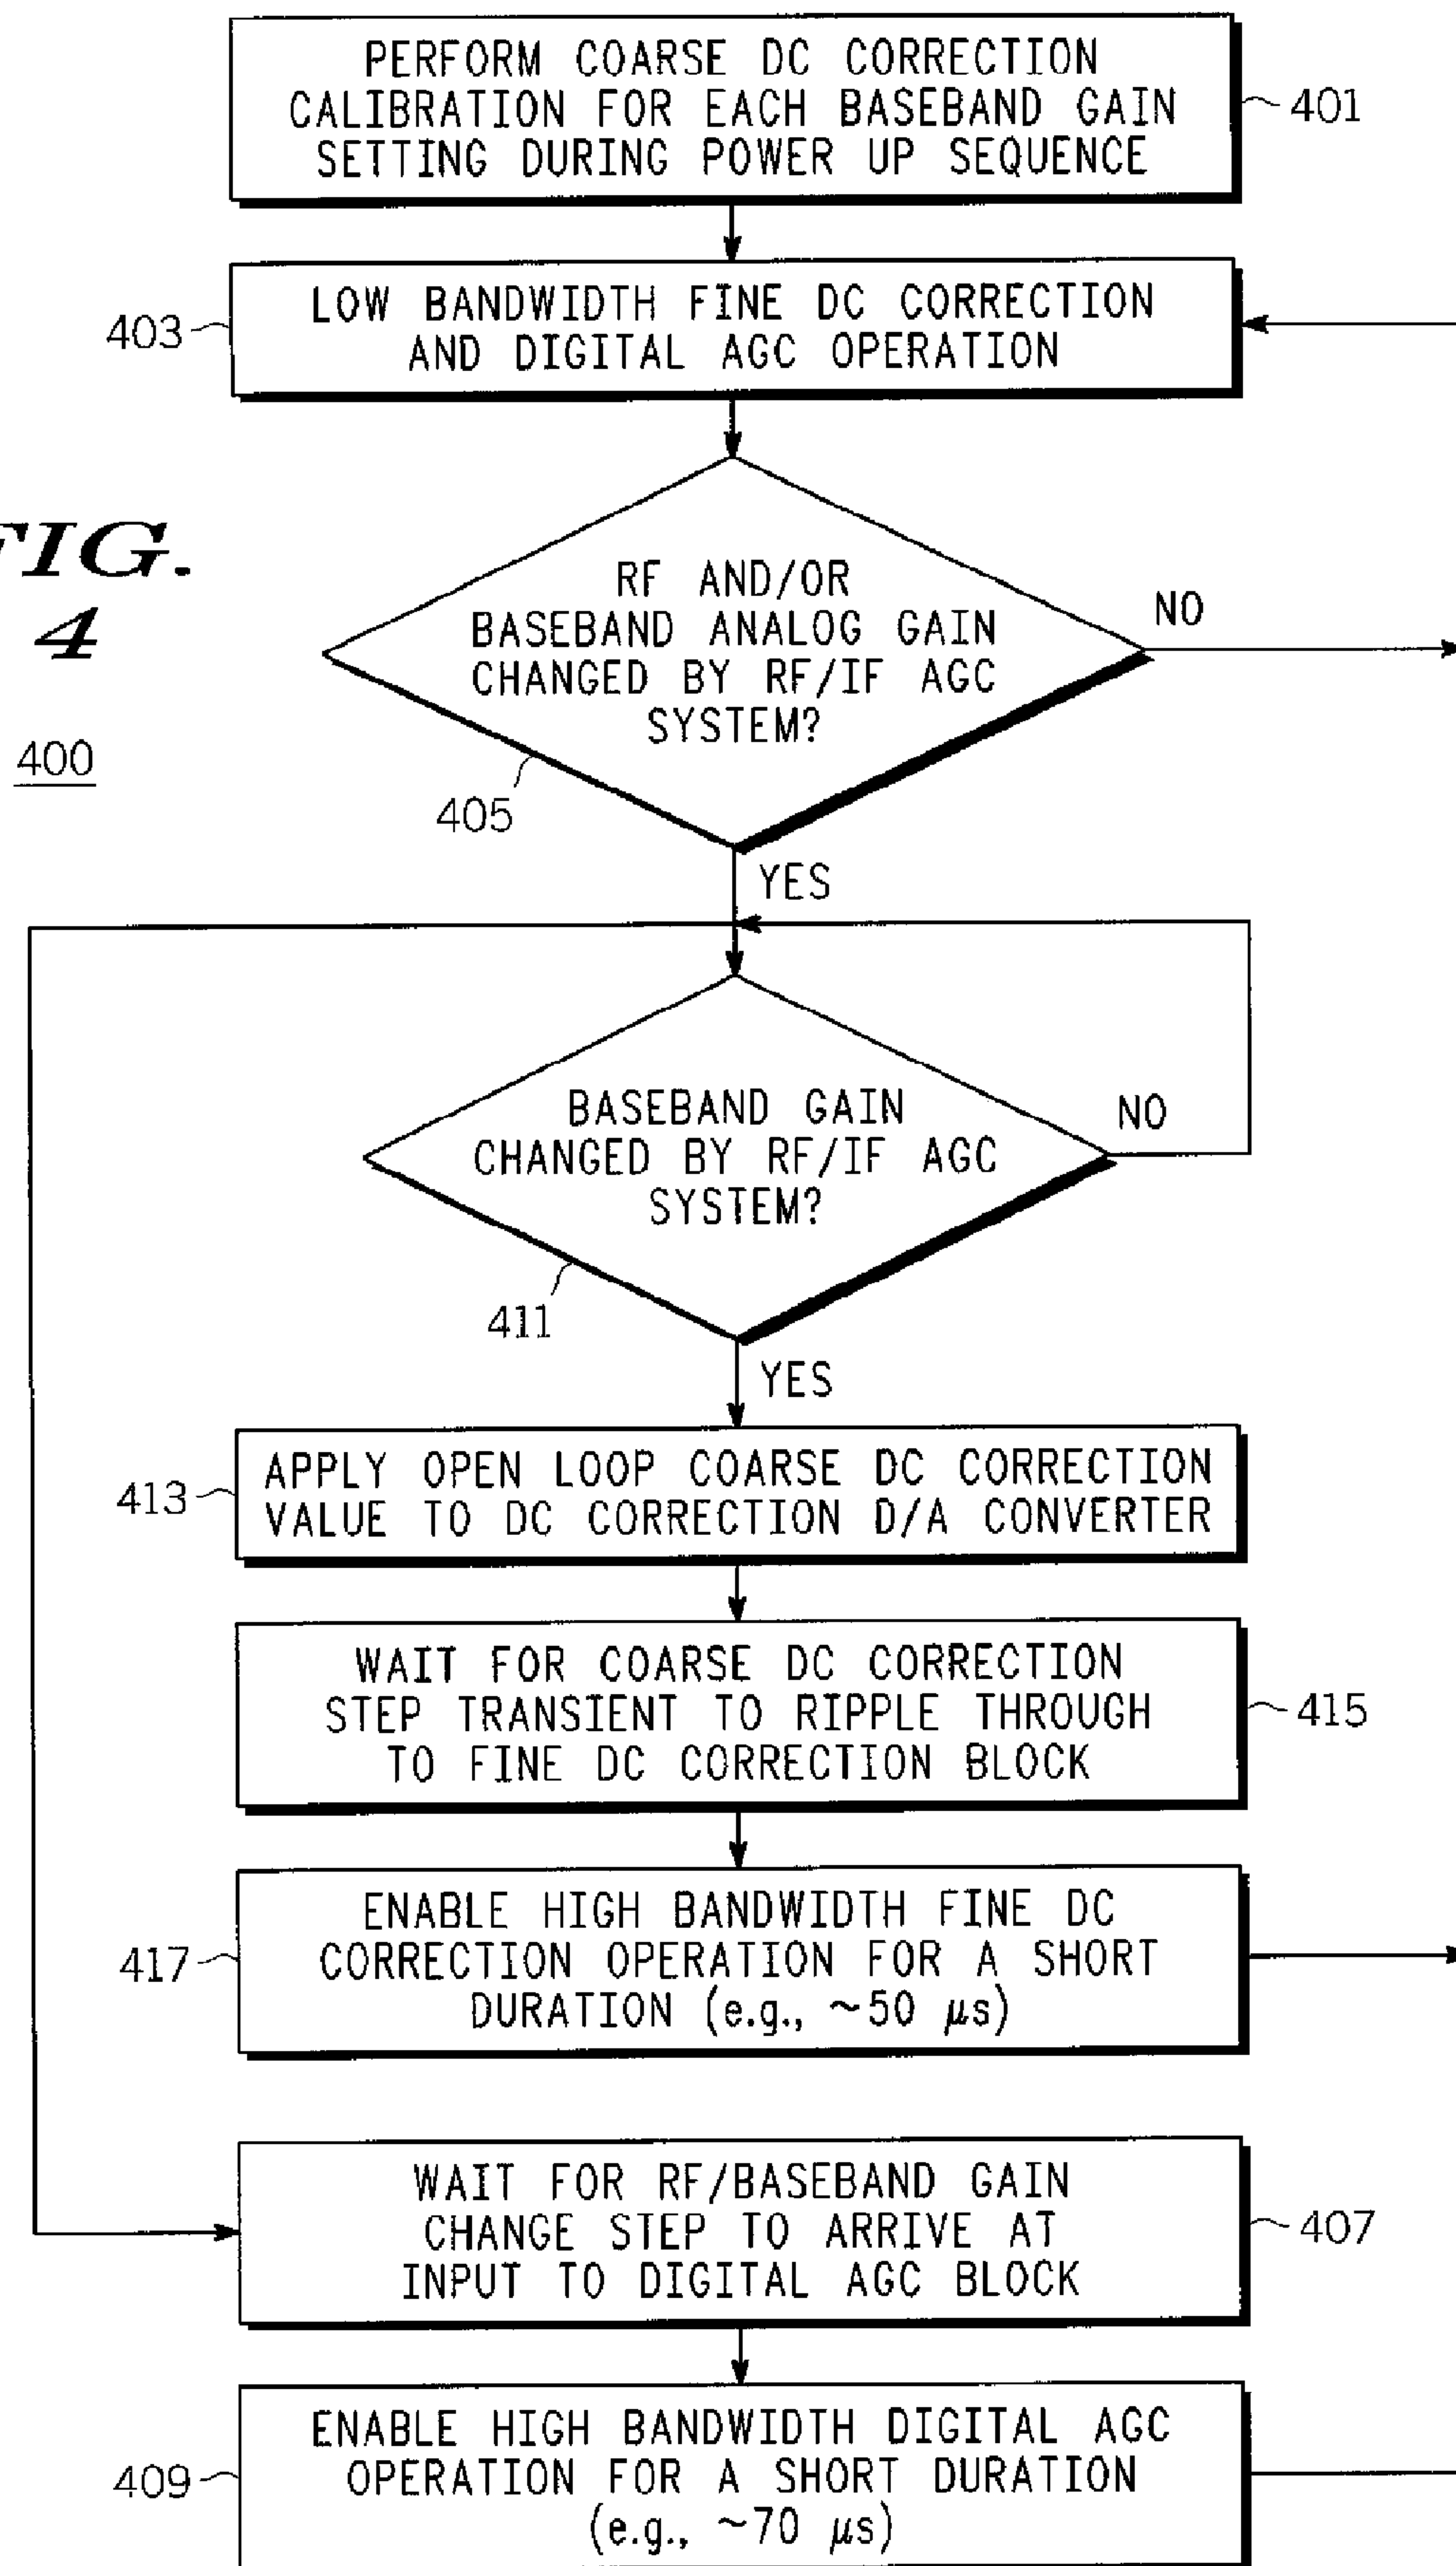 PERFORM COARSE DC CORRECTION
CALIBRATION FOR EACH BASEBAND GAIN
SETTING DURING POWER UP SEQUENCE
401
LOW BANDWIDTH FINE DC CORRECTION
AND DIGITAL AGC OPERATION
403
FIG.
4
400
RF AND/OR
BASEBAND ANALOG GAIN
CHANGED BY RF/IF AGC
SYSTEM?
NO
405
YES
BASEBAND GAIN
CHANGED BY RF/IF AGC
SYSTEM?
NO
411
YES
APPLY OPEN LOOP COARSE DC CORRECTION
VALUE TO DC CORRECTION D/A CONVERTER
413
WAIT FOR COARSE DC CORRECTION
STEP TRANSIENT TO RIPPLE THROUGH
TO FINE DC CORRECTION BLOCK
415
ENABLE HIGH BANDWIDTH FINE DC
CORRECTION OPERATION FOR A SHORT
DURATION (e.g., ~50 μs)
417
WAIT FOR RF/BASEBAND GAIN
CHANGE STEP TO ARRIVE AT
INPUT TO DIGITAL AGC BLOCK
407
ENABLE HIGH BANDWIDTH DIGITAL AGC
OPERATION FOR A SHORT DURATION
(e.g., ~70 μs)
409